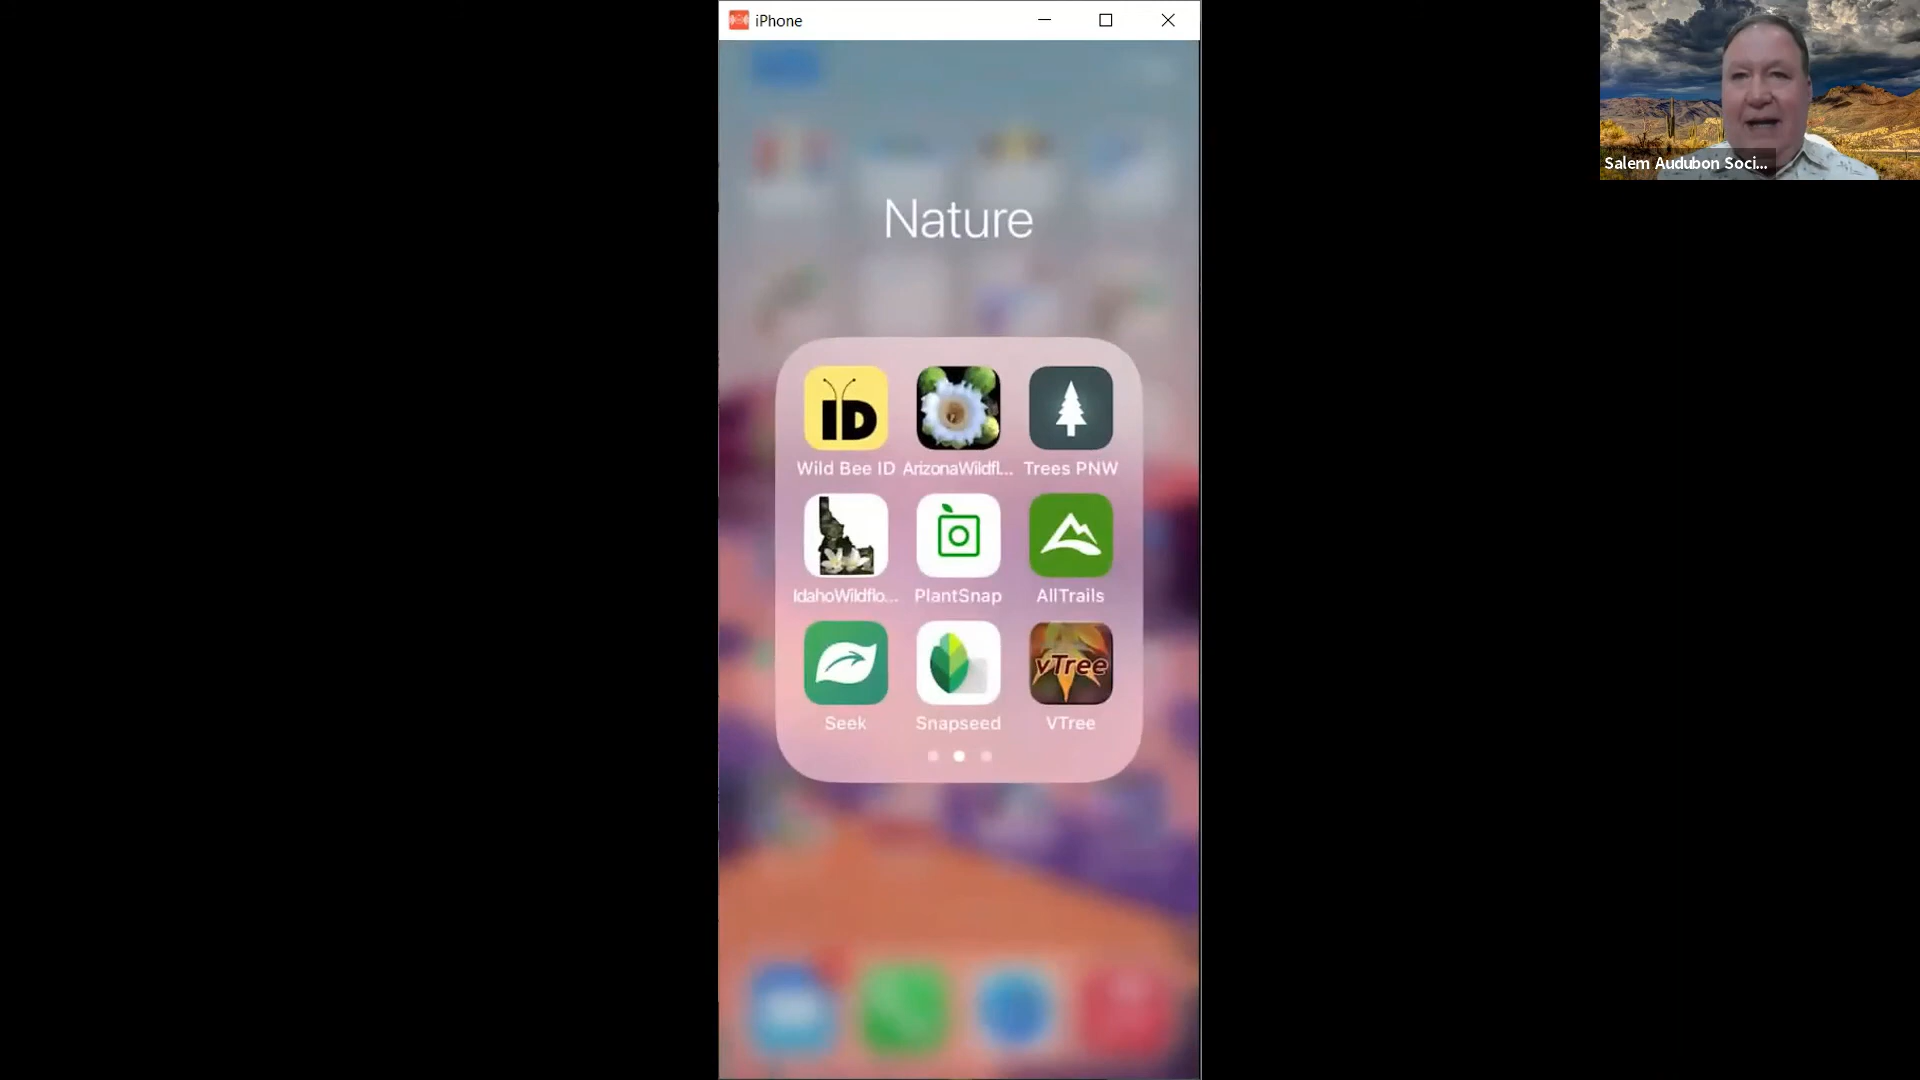 iPhone
Salem Audubon Soci...
Nature
ID
Wild Bee ID ArizonaWildfl... Trees PNW
IdahoWildflo... PlantSnap AllTrails
vTree
Seek Snapseed VTree